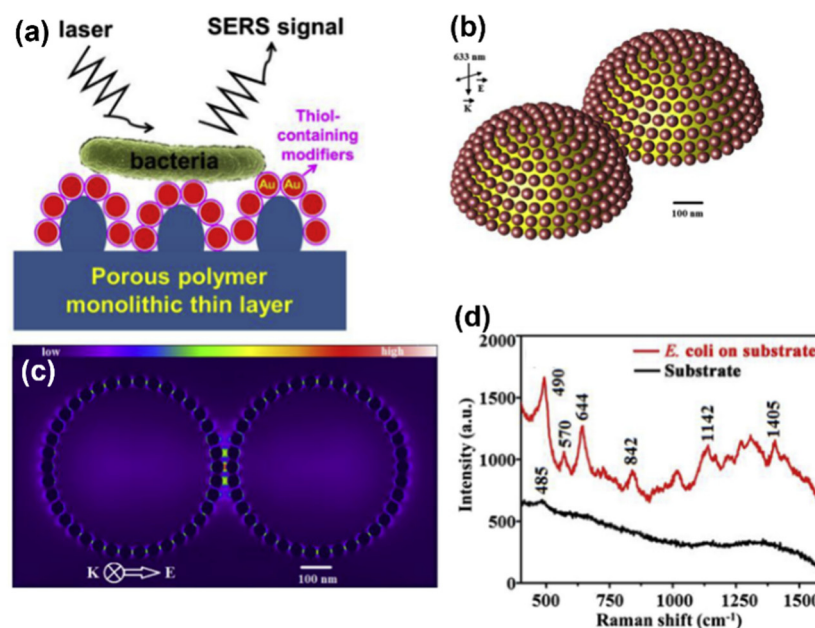 (a)
laser
SERS signal
Thiol-
containing
modifiers
bacteria
Au Au
Porous polymer
monolithic thin layer
(b)
633 nm
E
K
100 nm
low
high
(c)
K
E
100 nm
(d)
2000
1500
1000
500
0
Intensity (a.u.)
E. coli on substrate
Substrate
490
570
644
842
1142
1405
485
500
750
1000
1250
1500
Raman shift (cm⁻¹)